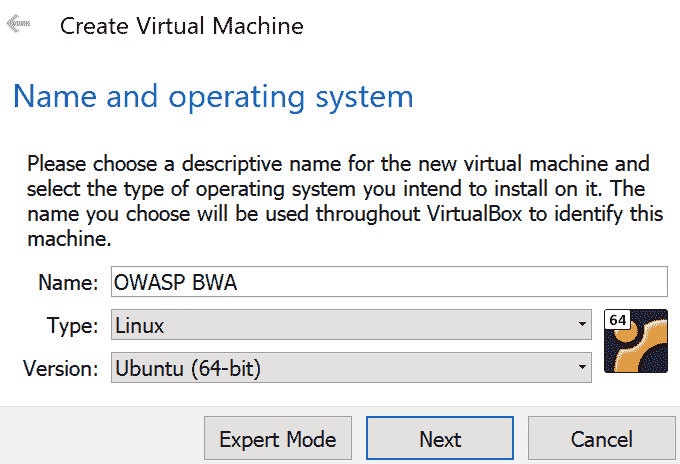 Create Virtual Machine
Name and operating system
Please choose a descriptive name for the new virtual machine and
select the type of operating system you intend to install on it. The
name you choose will be used throughout VirtualBox to identify this
machine.
Name: OWASP BWA
Type: Linux
64
Version: Ubuntu (64-bit)
Expert Mode Next Cancel